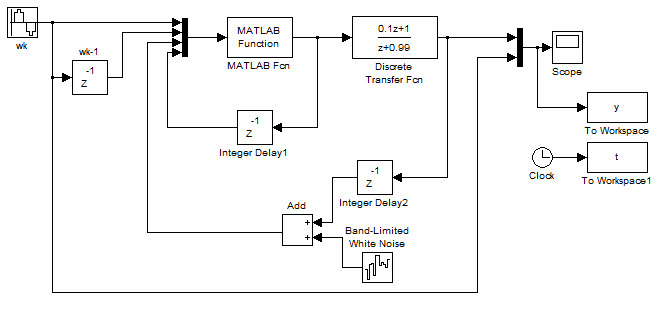 wk
-1
Z
wk-1
MATLAB
Function
MATLAB Fcn
0.1z+1
z+0.99
Discrete
Transfer Fcn
Scope
y
To Workspace
-1
Z
Integer Delay1
Clock
t
To Workspace1
-1
Z
Integer Delay2
Add
+
+
Band-Limited
White Noise